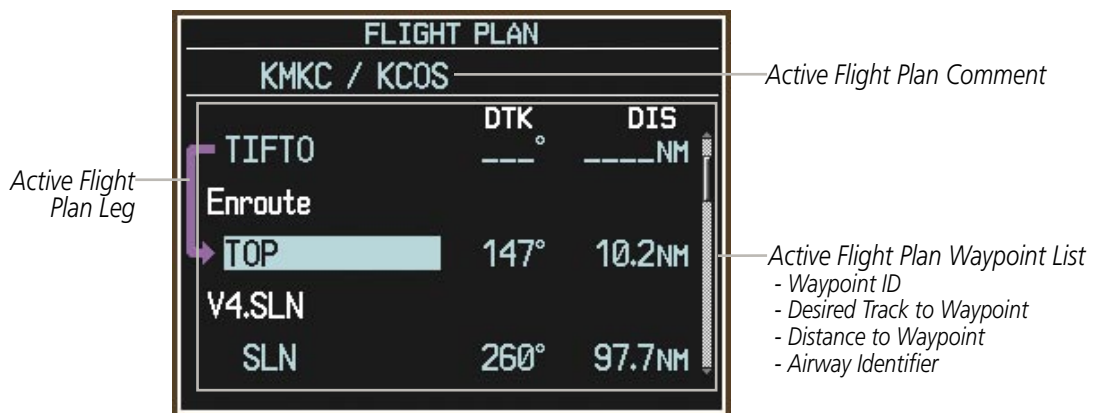 FLIGHT PLAN
KMKC / KCOS
Active Flight Plan Comment
DTK DIS
TIFTO ___° ____NM
Active Flight
Plan Leg
Enroute
TOP 147° 10.2NM
Active Flight Plan Waypoint List
- Waypoint ID
- Desired Track to Waypoint
- Distance to Waypoint
- Airway Identifier
V4.SLN
SLN 260° 97.7NM